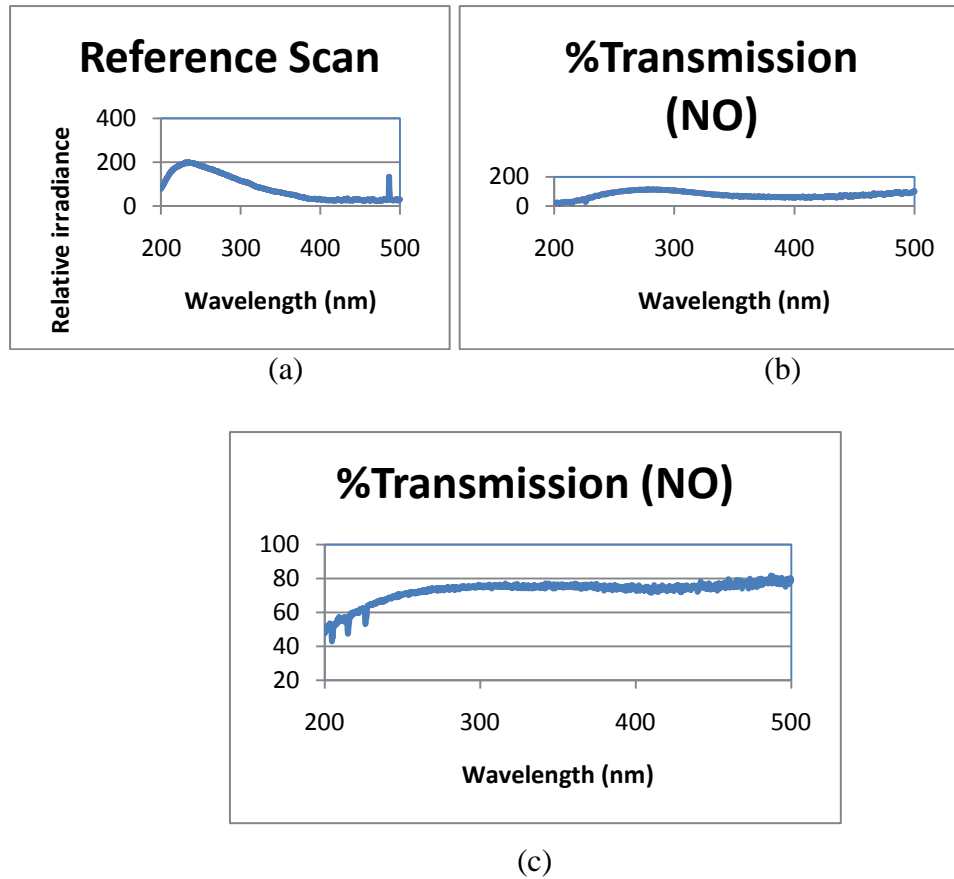 Reference Scan
Relative irradiance
400
200
0
200 300 400 500
Wavelength (nm)
(a)
%Transmission
(NO)
200
0
200 300 400 500
Wavelength (nm)
(b)
%Transmission (NO)
100
80
60
40
20
200 300 400 500
Wavelength (nm)
(c)